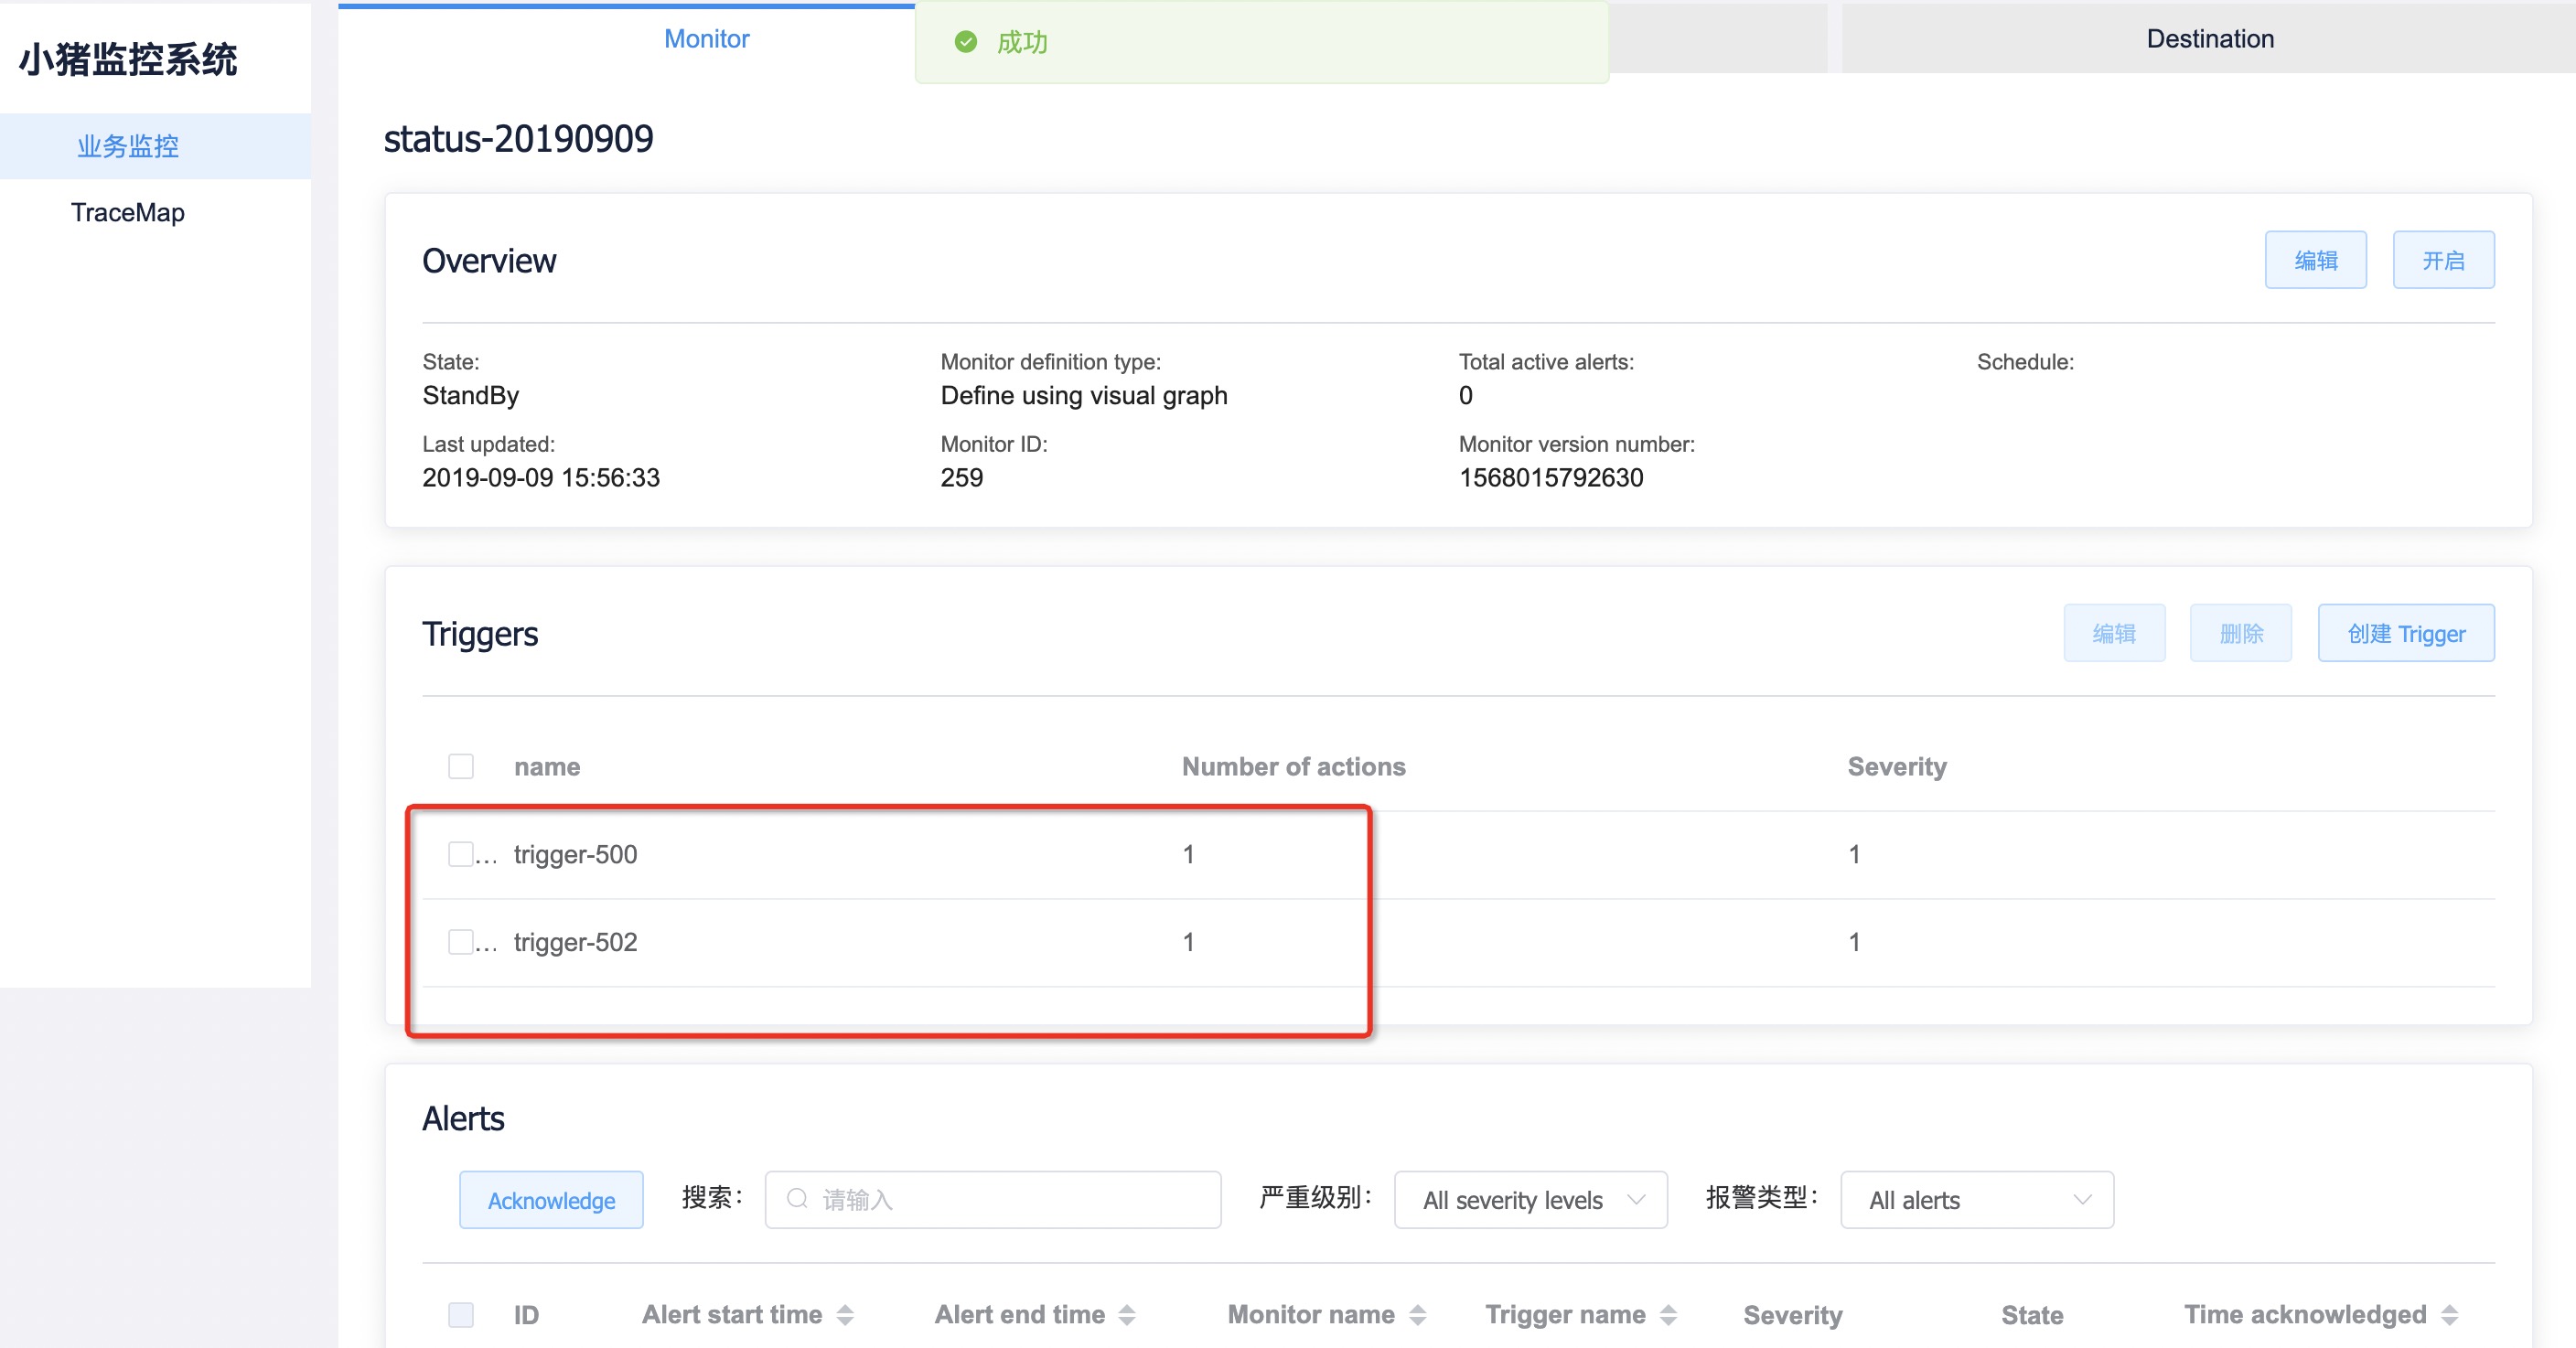 小猪监控系统
业务监控
TraceMap
Monitor
成功
Destination
status-20190909
Overview
编辑
开启
State:
StandBy
Monitor definition type:
Define using visual graph
Total active alerts:
0
Schedule:
Last updated:
2019-09-09 15:56:33
Monitor ID:
259
Monitor version number:
1568015792630
Triggers
编辑
删除
创建 Trigger
name
Number of actions
Severity
... trigger-500
1
1
... trigger-502
1
1
Alerts
Acknowledge
搜索：
请输入
严重级别：
All severity levels
报警类型：
All alerts
ID
Alert start time
Alert end time
Monitor name
Trigger name
Severity
State
Time acknowledged